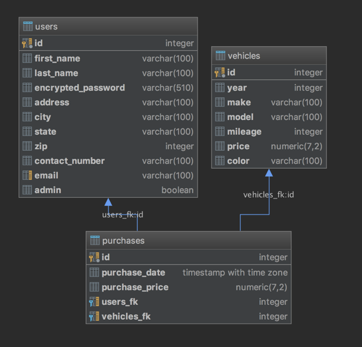 users
id integer
first_name varchar(100)
last_name varchar(100)
encrypted_password varchar(510)
address varchar(100)
city varchar(100)
state varchar(100)
zip integer
contact_number varchar(100)
email varchar(100)
admin boolean
vehicles
id integer
year integer
make varchar(100)
model varchar(100)
mileage integer
price numeric(7,2)
color varchar(100)
users_fk:id
vehicles_fk:id
purchases
id integer
purchase_date timestamp with time zone
purchase_price numeric(7,2)
users_fk integer
vehicles_fk integer